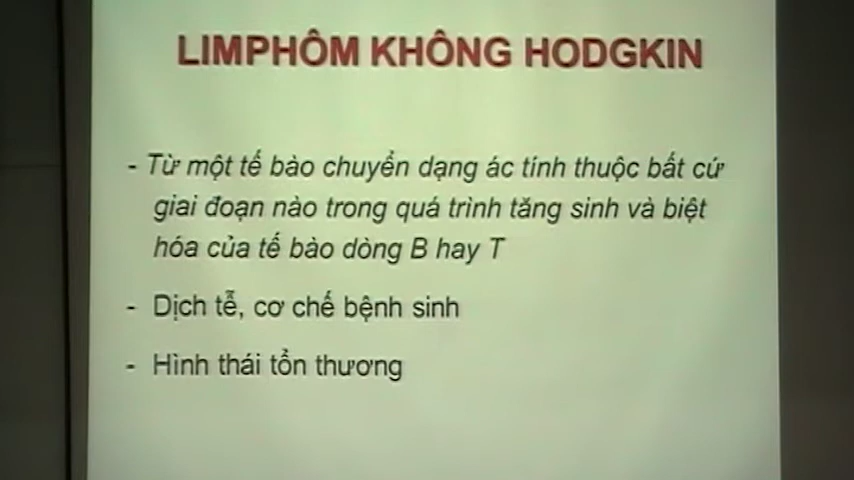 LIMPHÔM KHÔNG HODGKIN
- Từ một tế bào chuyển dạng ác tính thuộc bất cứ
giai đoạn nào trong quá trình tăng sinh và biệt
hóa của tế bào dòng B hay T
- Dịch tễ, cơ chế bệnh sinh
- Hình thái tổn thương